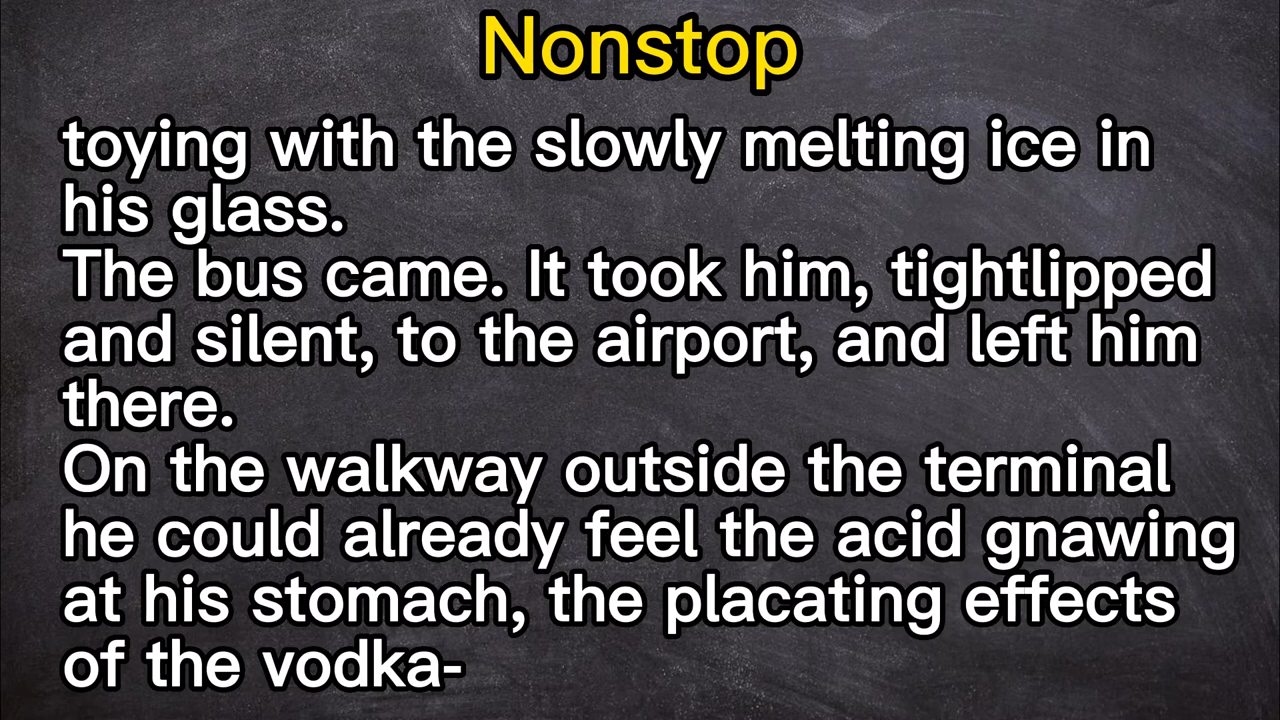 Nonstop
toying with the slowly melting ice in
his glass.
The bus came. It took him, tightlipped
and silent, to the airport, and left him
there.
On the walkway outside the terminal
he could already feel the acid gnawing
at his stomach, the placating effects
of the vodka-